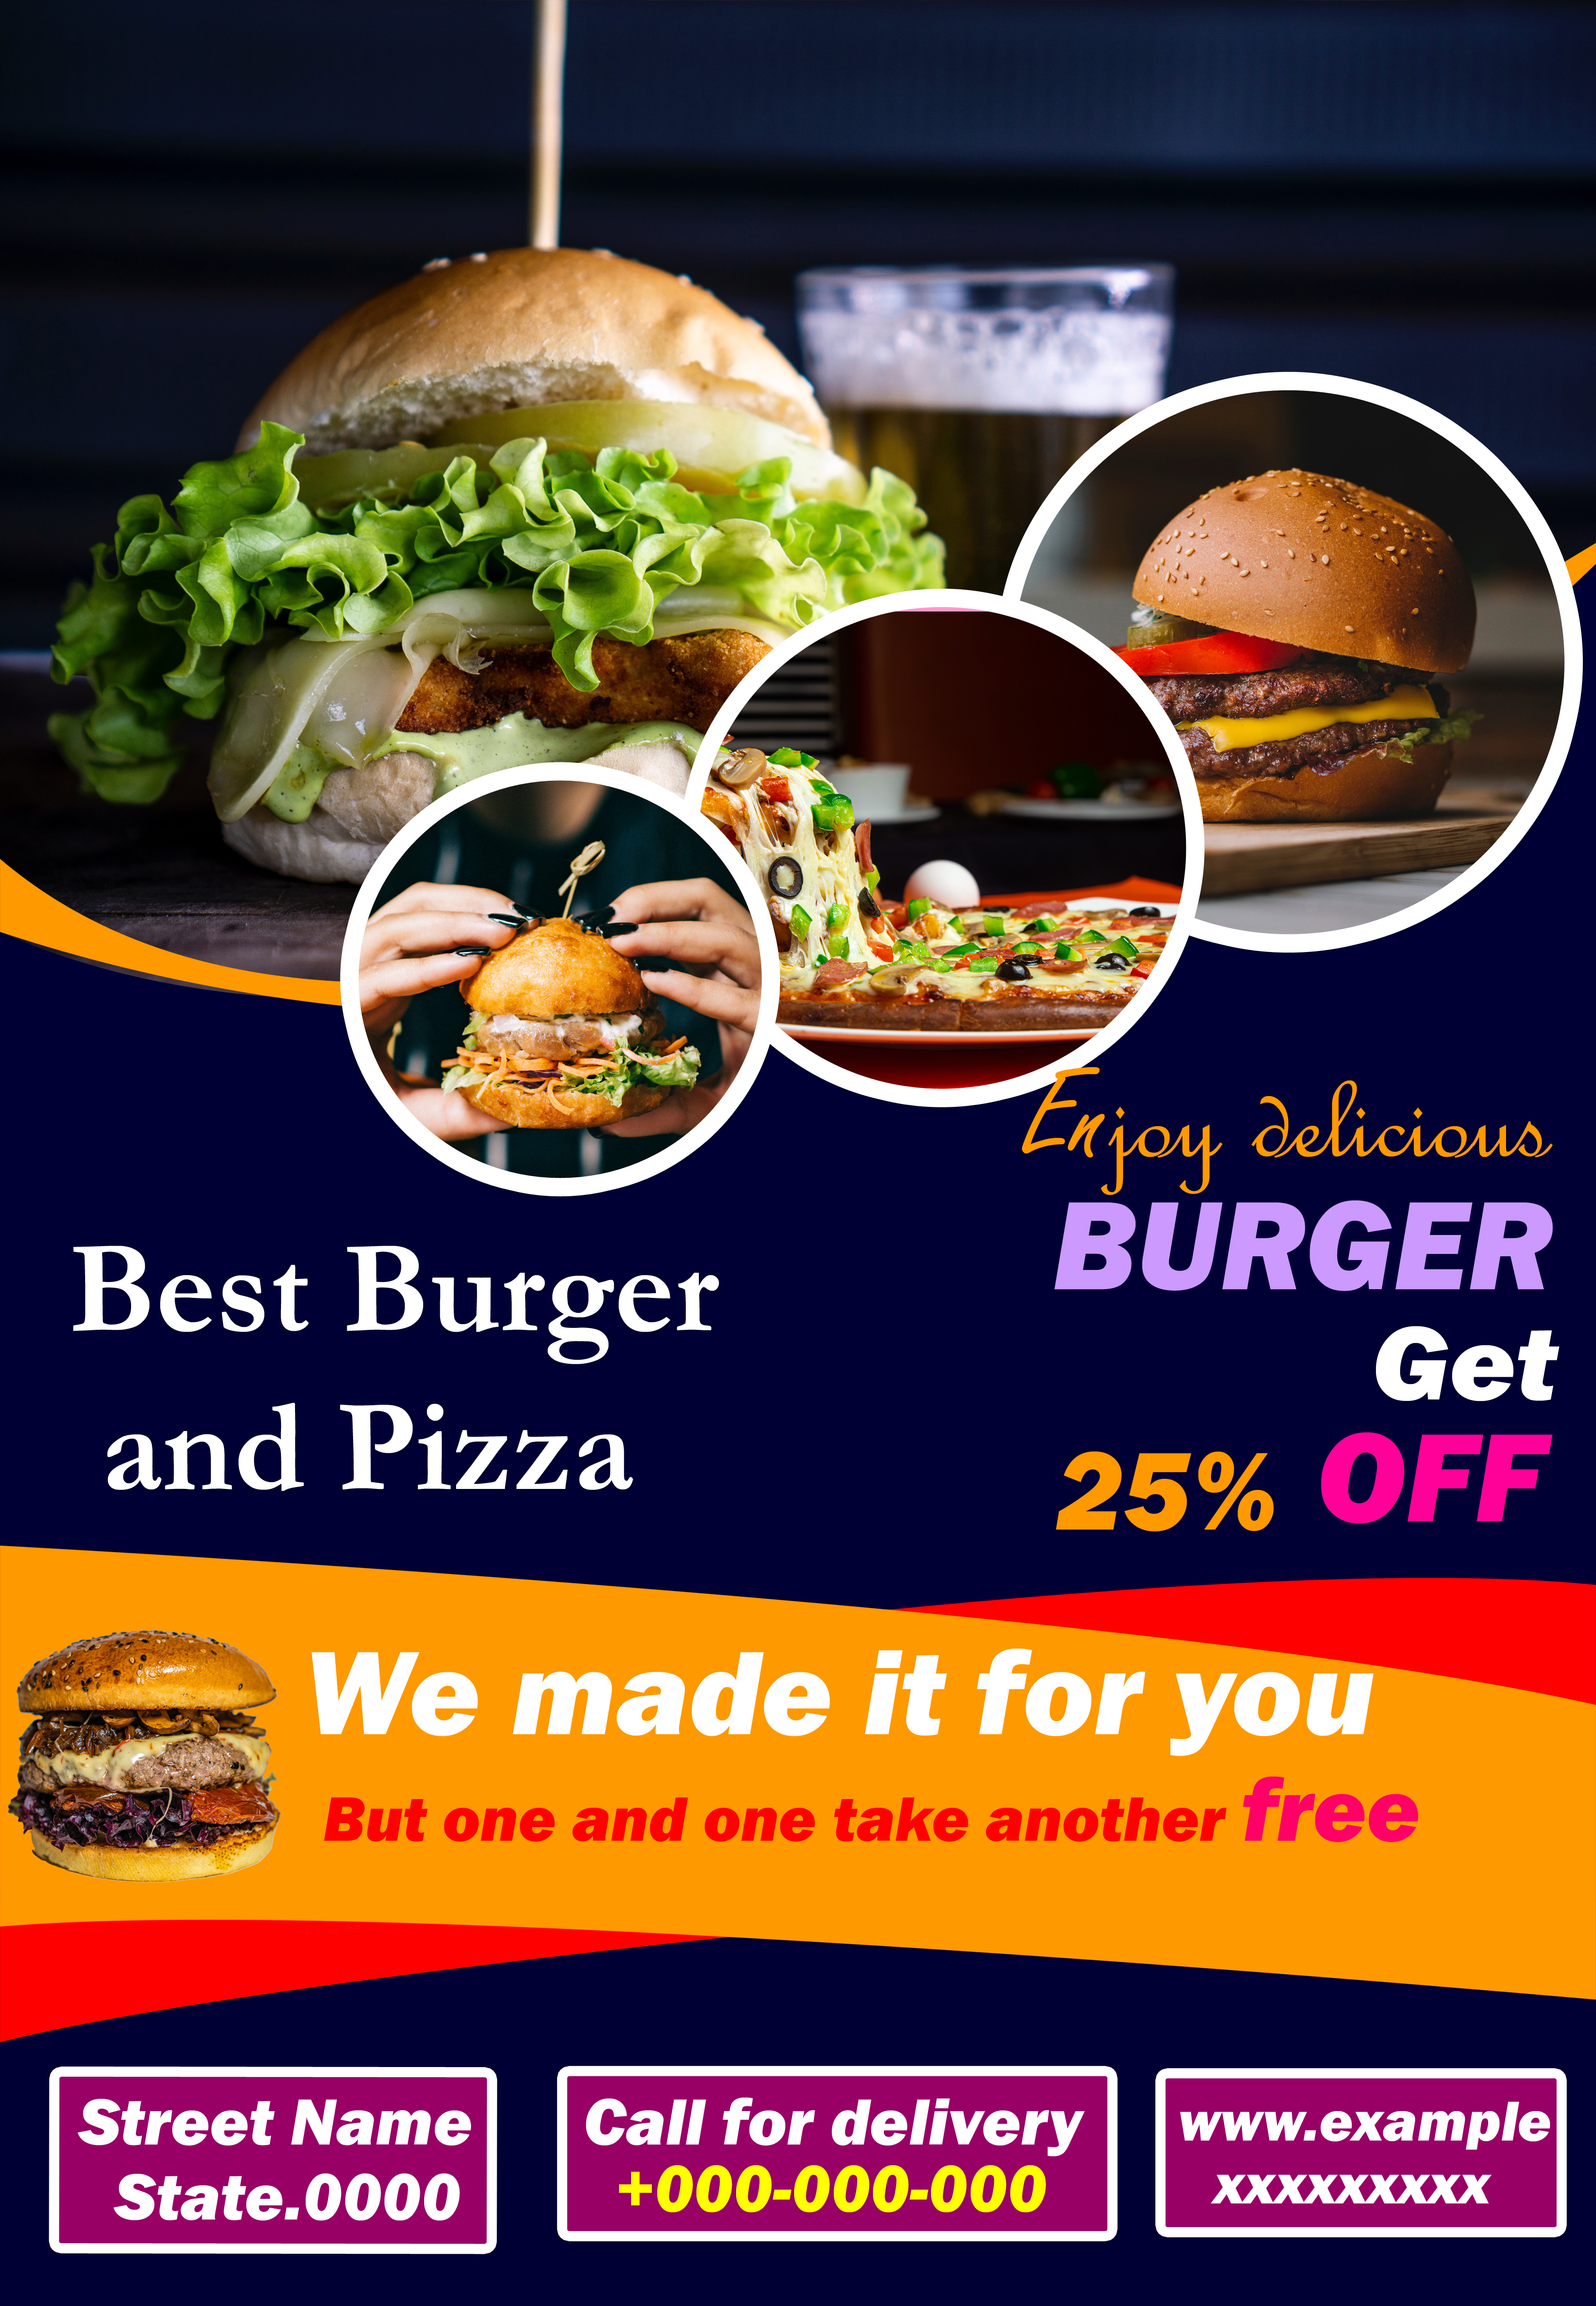 Enjoy delicious
BURGER
Get
25% OFF
Best Burger
and Pizza
We made it for you
But one and one take another free
Street Name
State.0000
Call for delivery
+000-000-000
www.example
xxxxxxxxx